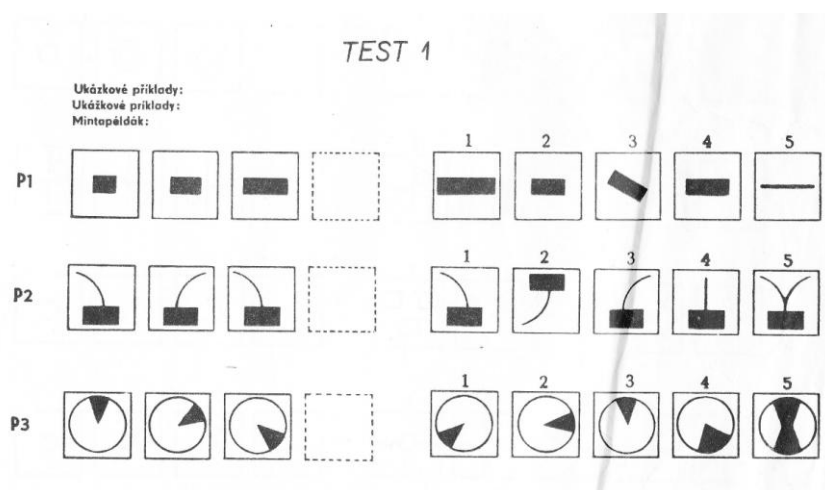 TEST 1
Ukázkové příklady:
Ukážkové príklady:
Mintapéldák:
1 2 3 4 5
P1
1 2 3 4 5
P2
1 2 3 4 5
P3